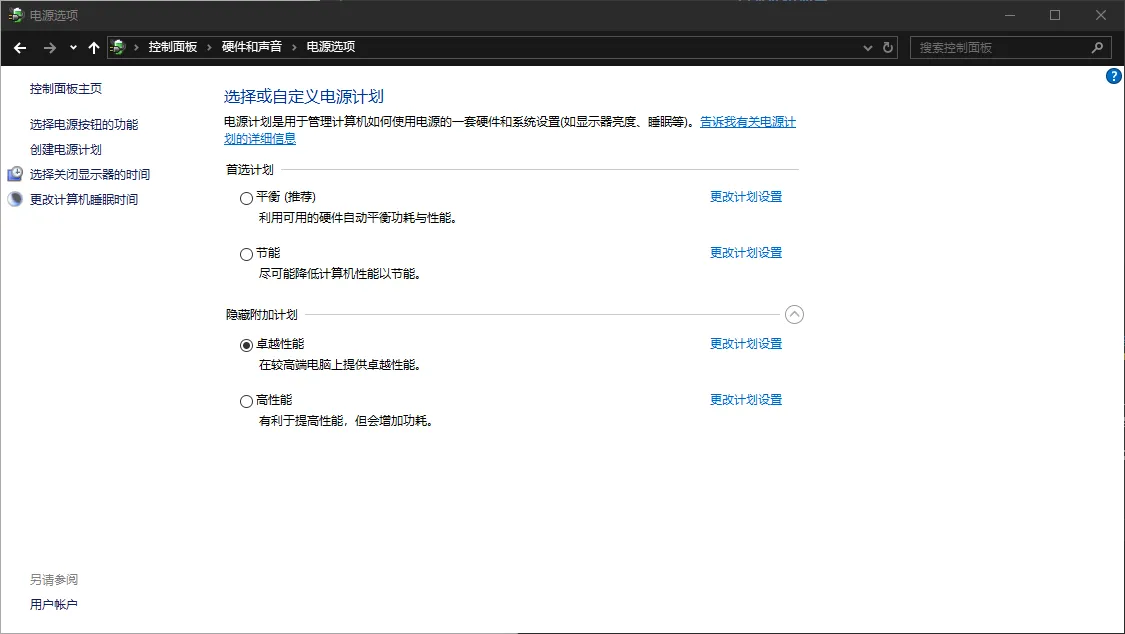 电源选项
控制面板 硬件和声音 电源选项
搜索控制面板
控制面板主页
选择电源按钮的功能
创建电源计划
选择关闭显示器的时间
更改计算机睡眠时间
选择或自定义电源计划
电源计划是用于管理计算机如何使用电源的一套硬件和系统设置(如显示器亮度、睡眠等)。告诉我有关电源计
划的详细信息
首选计划
平衡 (推荐) 更改计划设置
利用可用的硬件自动平衡功耗与性能。
节能 更改计划设置
尽可能降低计算机性能以节能。
隐藏附加计划
卓越性能 更改计划设置
在较高端电脑上提供卓越性能。
高性能 更改计划设置
有利于提高性能，但会增加功耗。
另请参阅
用户帐户